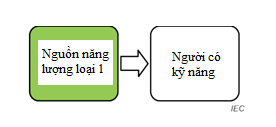 Nguồn năng
lượng loại 1
Người có
kỹ năng
IEC